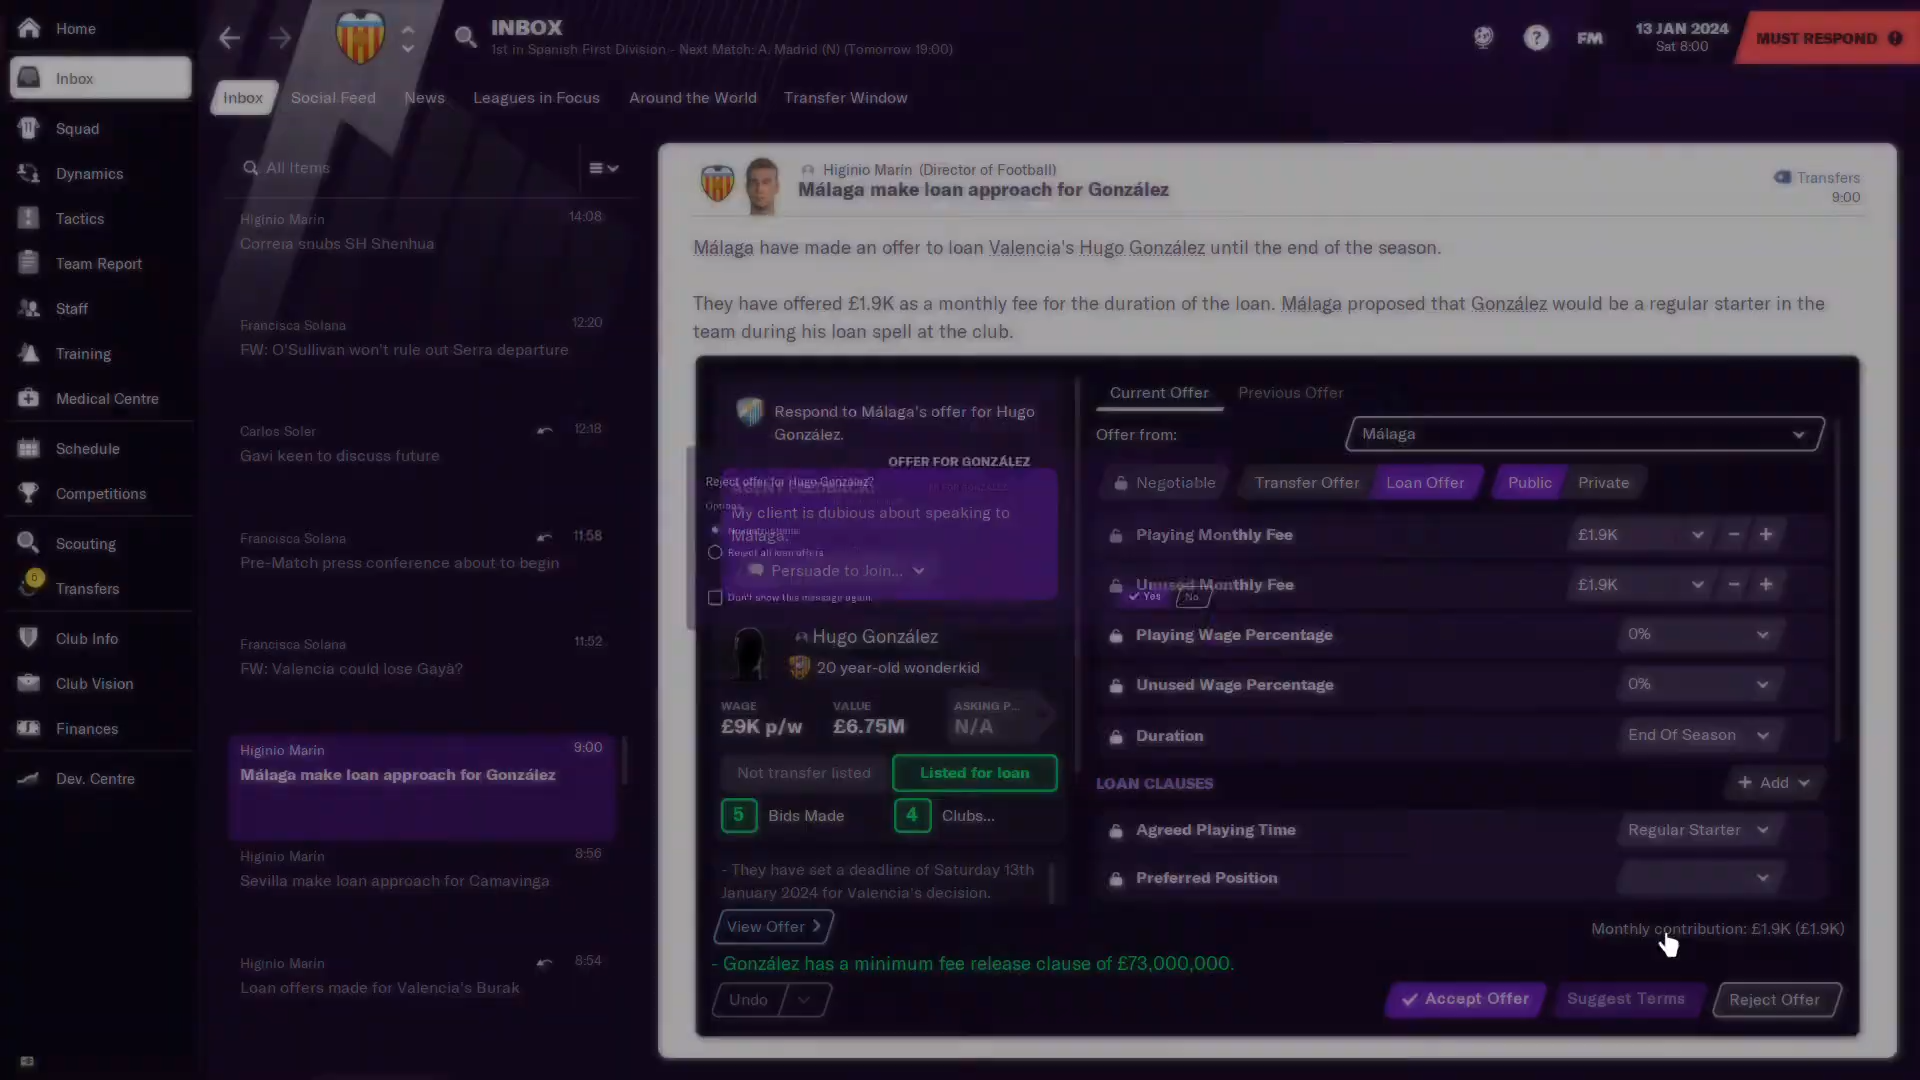 Home
Inbox
Squad
Dynamics
Tactics
Team Report
Staff
Training
Medical Centre
Schedule
Competitions
Scouting
6
Transfers
Club Info
Club Vision
Finances
Dev. Centre
INBOX
1st in Spanish First Division - Next Match: A. Madrid (N) (Tomorrow 19:00)
FM
13 JAN 2024
Sat 8:00
MUST RESPOND
Inbox
Social Feed
News
Leagues in Focus
Around the World
Transfer Window
All Items
Higinio Marín
14:08
Correia snubs SH Shenhua
Francisca Solana
12:20
FW: O'Sullivan won't rule out Serra departure
Carlos Soler
12:18
Gavi keen to discuss future
Francisca Solana
11:58
Pre-Match press conference about to begin
Francisca Solana
11:52
FW: Valencia could lose Gayà?
Higinio Marín
9:00
Málaga make loan approach for González
Higinio Marín
8:56
Sevilla make loan approach for Camavinga
Higinio Marín
8:54
Loan offers made for Valencia's Burak
Higinio Marín (Director of Football)
Málaga make loan approach for González
Transfers
9:00
Málaga have made an offer to loan Valencia's Hugo González until the end of the season.
They have offered £1.9K as a monthly fee for the duration of the loan. Málaga proposed that González would be a regular starter in the
team during his loan spell at the club.
Respond to Málaga's offer for Hugo
González.
OFFER FOR GONZÁLEZ
Reject offer for Hugo González?
AGENT FEEDBACK:
Options
My client is dubious about speaking to
Málaga.
Reject all loan offers
Persuade to Join...
Don't show this message again.
Yes
No
Hugo González
20 year-old wonderkid
WAGE
£9K p/w
VALUE
£6.75M
ASKING P...
N/A
Not transfer listed
Listed for loan
5
Bids Made
4
Clubs...
- They have set a deadline of Saturday 13th
January 2024 for Valencia's decision.
View Offer
- González has a minimum fee release clause of £73,000,000.
Undo
Current Offer
Previous Offer
Offer from:
Málaga
Negotiable
Transfer Offer
Loan Offer
Public
Private
Playing Monthly Fee
£1.9K
Unused Monthly Fee
£1.9K
Playing Wage Percentage
0%
Unused Wage Percentage
0%
Duration
End Of Season
LOAN CLAUSES
Add
Agreed Playing Time
Regular Starter
Preferred Position
Monthly contribution: £1.9K (£1.9K)
Accept Offer
Suggest Terms
Reject Offer